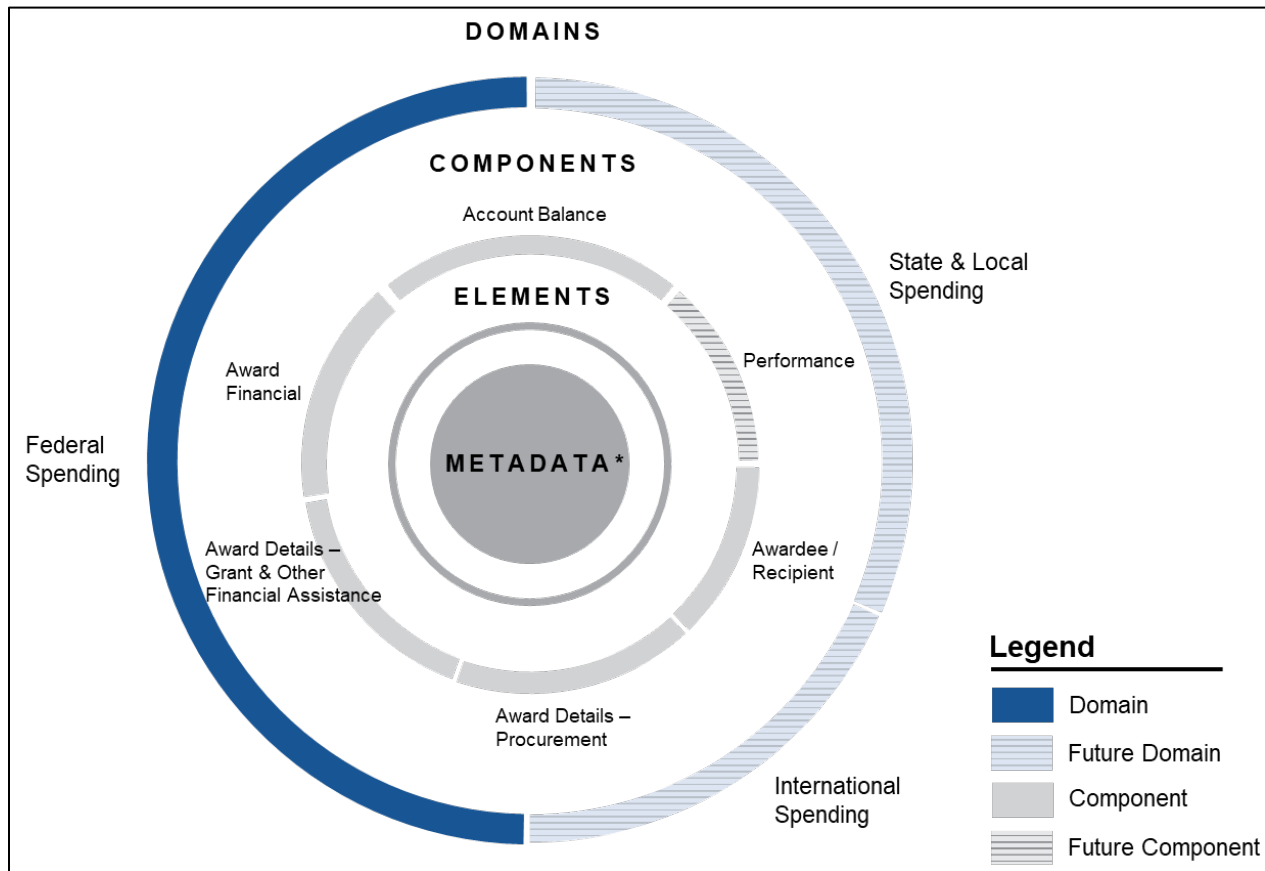 DOMAINS
COMPONENTS
Account Balance
ELEMENTS
State & Local
Spending
Performance
Award
Financial
Federal
Spending
METADATA*
Award Details –
Grant & Other
Financial Assistance
Awardee /
Recipient
Award Details –
Procurement
International
Spending
Legend
Domain
Future Domain
Component
Future Component